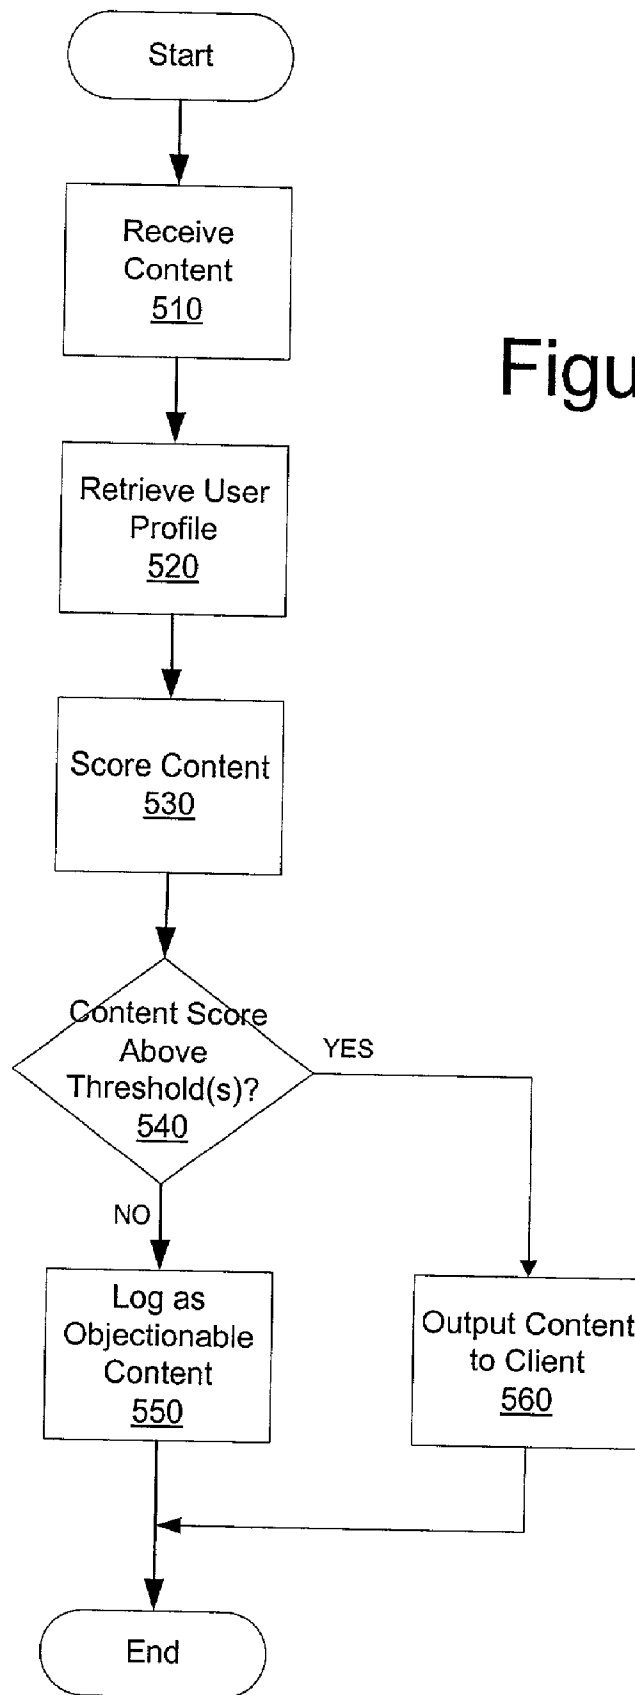 Start
Receive
Content
510
Figu
Retrieve User
Profile
520
Score Content
530
Content Score
Above
Threshold(s)?
540
YES
NO
Log as
Objectionable
Content
550
Output Content
to Client
560
End